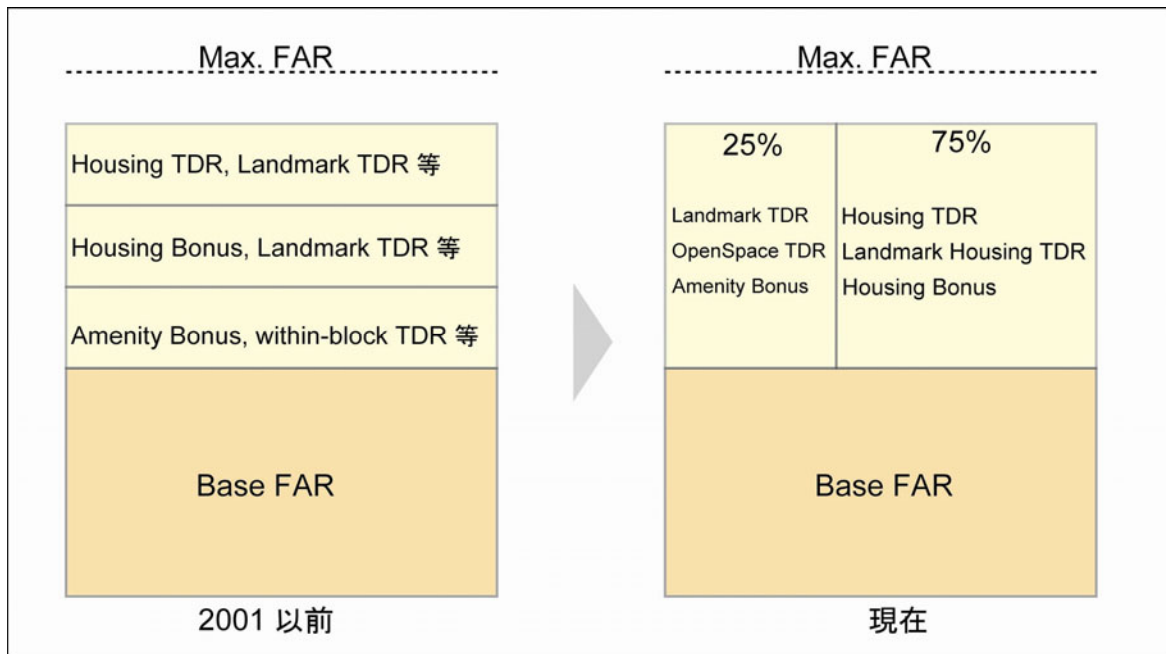 Max. FAR
Housing TDR, Landmark TDR 等
Housing Bonus, Landmark TDR 等
Amenity Bonus, within-block TDR 等
Base FAR
2001 以前
Max. FAR
25%
Landmark TDR
OpenSpace TDR
Amenity Bonus
75%
Housing TDR
Landmark Housing TDR
Housing Bonus
Base FAR
現在